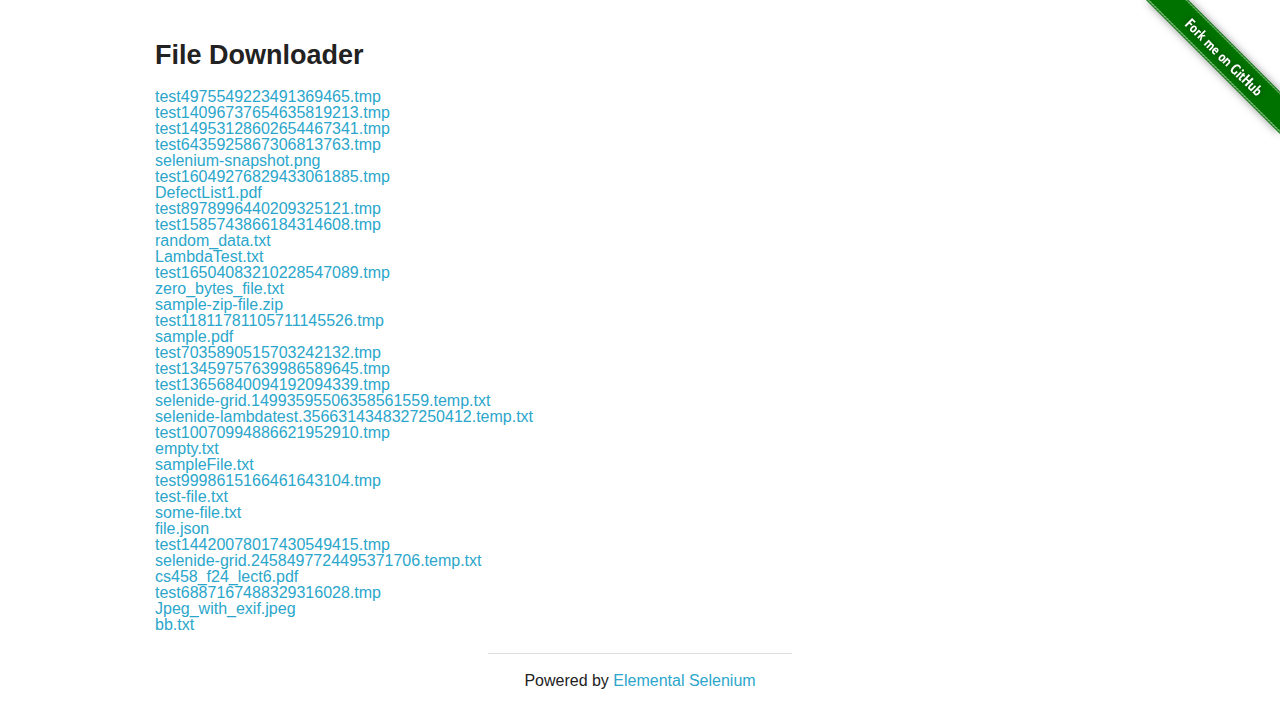 Fork me on GitHub
File Downloader
test4975549223491369465.tmp
test14096737654635819213.tmp
test14953128602654467341.tmp
test6435925867306813763.tmp
selenium-snapshot.png
test16049276829433061885.tmp
DefectList1.pdf
test8978996440209325121.tmp
test1585743866184314608.tmp
random_data.txt
LambdaTest.txt
test16504083210228547089.tmp
zero_bytes_file.txt
sample-zip-file.zip
test11811781105711145526.tmp
sample.pdf
test7035890515703242132.tmp
test13459757639986589645.tmp
test13656840094192094339.tmp
selenide-grid.14993595506358561559.temp.txt
selenide-lambdatest.3566314348327250412.temp.txt
test10070994886621952910.tmp
empty.txt
sampleFile.txt
test9998615166461643104.tmp
test-file.txt
some-file.txt
file.json
test14420078017430549415.tmp
selenide-grid.2458497724495371706.temp.txt
cs458_f24_lect6.pdf
test6887167488329316028.tmp
Jpeg_with_exif.jpeg
bb.txt
Powered by Elemental Selenium